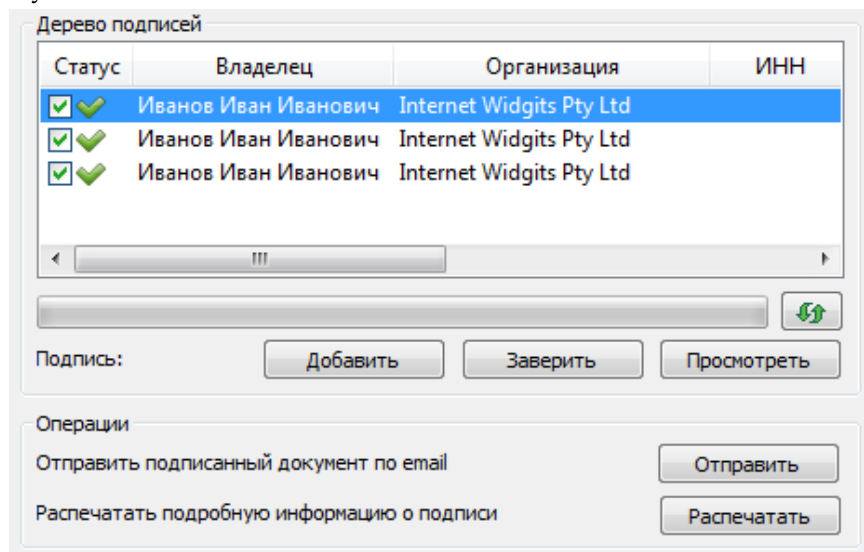 Дерево подписей
Статус Владелец Организация ИНН
Иванов Иван Иванович Internet Widgits Pty Ltd
Иванов Иван Иванович Internet Widgits Pty Ltd
Иванов Иван Иванович Internet Widgits Pty Ltd
Подпись: Добавить Заверить Просмотреть
Операции
Отправить подписанный документ по email Отправить
Распечатать подробную информацию о подписи Распечатать